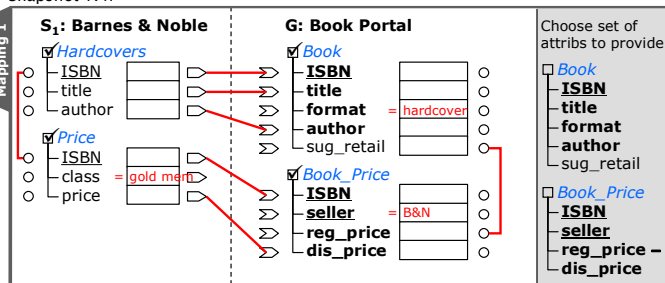 Mapping 1
S1: Barnes & Noble
Hardcovers
ISBN
title
author
Price
ISBN
class = gold mem
price
G: Book Portal
Book
ISBN
title
format = hardcover
author
sug_retail
Book_Price
ISBN
seller = B&N
reg_price
dis_price
Choose set of
attribs to provide
Book
ISBN
title
format
author
sug_retail
Book_Price
ISBN
seller
reg_price –
dis_price